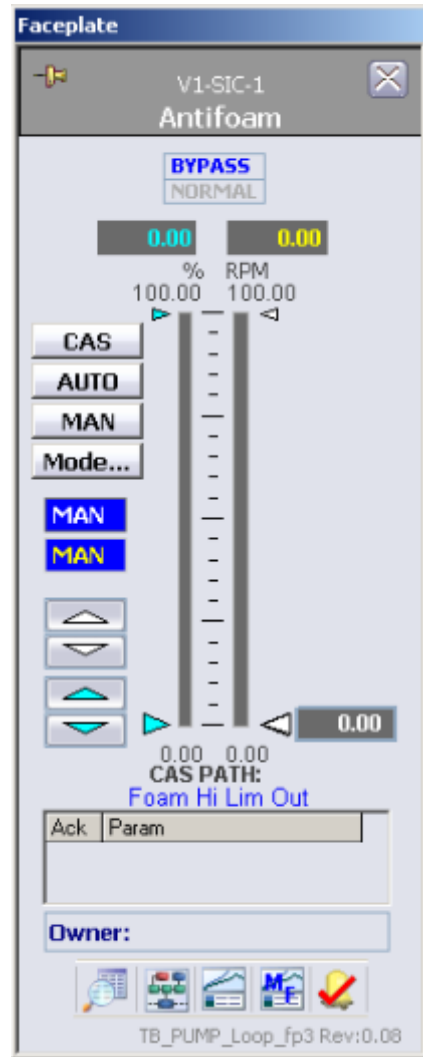 Faceplate
V1-SIC-1
Antifoam
BYPASS
NORMAL
0.00 0.00
% RPM
100.00 100.00
CAS
AUTO
MAN
Mode...
MAN
MAN
0.00
0.00 0.00
CAS PATH:
Foam Hi Lim Out
Ack Param
Owner:
M F
TB_PUMP_Loop_fp3 Rev:0.08